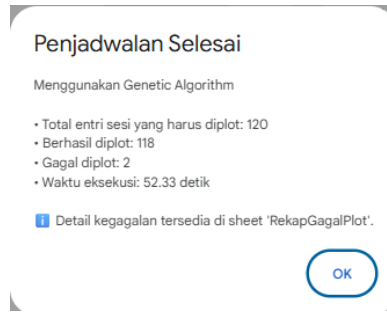 Penjadwalan Selesai
Menggunakan Genetic Algorithm
• Total entri sesi yang harus diplot: 120
• Berhasil diplot: 118
• Gagal diplot: 2
• Waktu eksekusi: 52.33 detik
ℹ️ Detail kegagalan tersedia di sheet 'RekapGagalPlot'.
OK